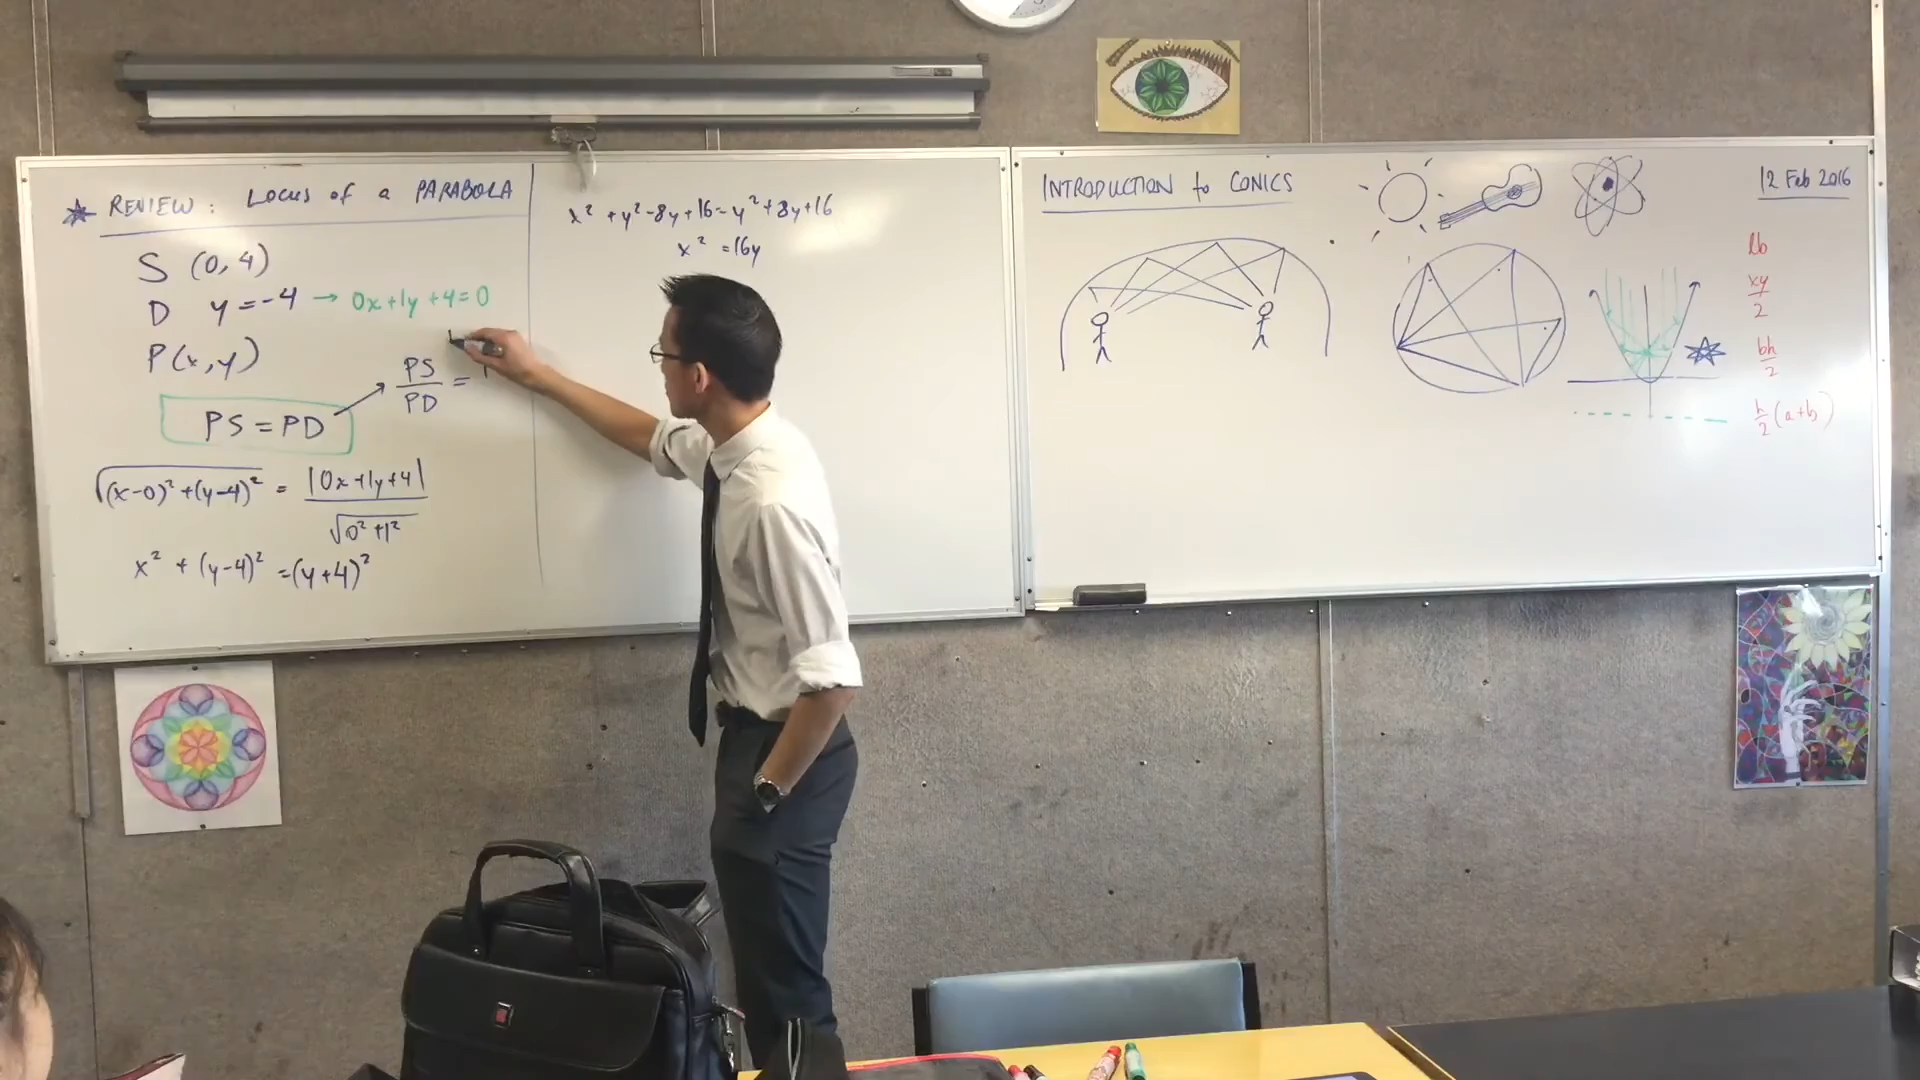 REVIEW: LOCUS of a PARABOLA
S (0, 4)
D y = -4 → 0x+1y+4=0
P(x, y)
PS/PD =
PS = PD
√((x-0)²+(y-4)²) = |0x+1y+4|/√(0²+1²)
x² + (y-4)² = (y+4)²
x² + y² - 8y + 16 = y² + 8y + 16
x² = 16y
INTRODUCTION to CONICS
12 Feb 2016
lb
xy/2
bh/2
h/2 (a+b)